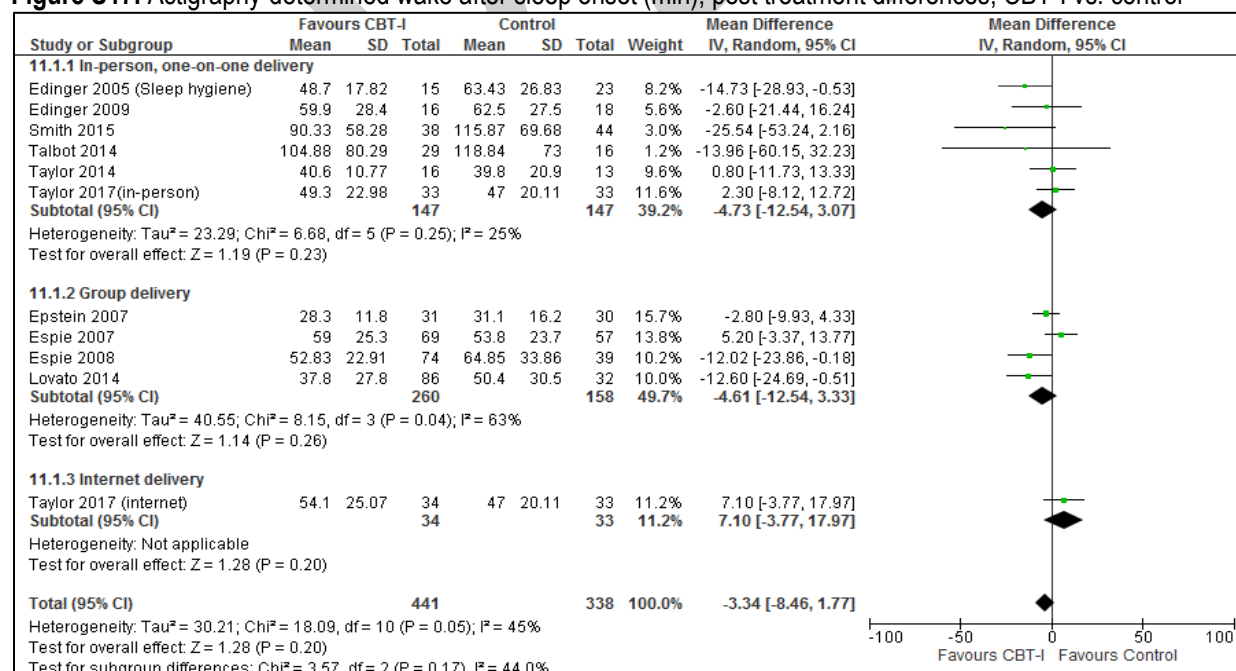 Figure S17. Actigraphy-determined wake after sleep onset (min), post treatment differences, CBT-I vs. control
Favours CBT-I Control Mean Difference Mean Difference
Study or Subgroup Mean SD Total Mean SD Total Weight IV, Random, 95% CI IV, Random, 95% CI
11.1.1 In-person, one-on-one delivery
Edinger 2005 (Sleep hygiene) 48.7 17.82 15 63.43 26.83 23 8.2% -14.73 [-28.93, -0.53]
Edinger 2009 59.9 28.4 16 62.5 27.5 18 5.6% -2.60 [-21.44, 16.24]
Smith 2015 90.33 58.28 38 115.87 69.68 44 3.0% -25.54 [-53.24, 2.16]
Talbot 2014 104.88 80.29 29 118.84 73 16 1.2% -13.96 [-60.15, 32.23]
Taylor 2014 40.6 10.77 16 39.8 20.9 13 9.6% 0.80 [-11.73, 13.33]
Taylor 2017(in-person) 49.3 22.98 33 47 20.11 33 11.6% 2.30 [-8.12, 12.72]
Subtotal (95% CI) 147 147 39.2% -4.73 [-12.54, 3.07]
Heterogeneity: Tau² = 23.29; Chi² = 6.68, df = 5 (P = 0.25); I² = 25%
Test for overall effect: Z = 1.19 (P = 0.23)
11.1.2 Group delivery
Epstein 2007 28.3 11.8 31 31.1 16.2 30 15.7% -2.80 [-9.93, 4.33]
Espie 2007 59 25.3 69 53.8 23.7 57 13.8% 5.20 [-3.37, 13.77]
Espie 2008 52.83 22.91 74 64.85 33.86 39 10.2% -12.02 [-23.86, -0.18]
Lovato 2014 37.8 27.8 86 50.4 30.5 32 10.0% -12.60 [-24.69, -0.51]
Subtotal (95% CI) 260 158 49.7% -4.61 [-12.54, 3.33]
Heterogeneity: Tau² = 40.55; Chi² = 8.15, df = 3 (P = 0.04); I² = 63%
Test for overall effect: Z = 1.14 (P = 0.26)
11.1.3 Internet delivery
Taylor 2017 (internet) 54.1 25.07 34 47 20.11 33 11.2% 7.10 [-3.77, 17.97]
Subtotal (95% CI) 34 33 11.2% 7.10 [-3.77, 17.97]
Heterogeneity: Not applicable
Test for overall effect: Z = 1.28 (P = 0.20)
Total (95% CI) 441 338 100.0% -3.34 [-8.46, 1.77]
Heterogeneity: Tau² = 30.21; Chi² = 18.09, df = 10 (P = 0.05); I² = 45%
Test for overall effect: Z = 1.28 (P = 0.20)
Test for subgroup differences: Chi² = 3.57, df = 2 (P = 0.17), I² = 44.0%
-100 -50 0 50 100
Favours CBT-I Favours Control